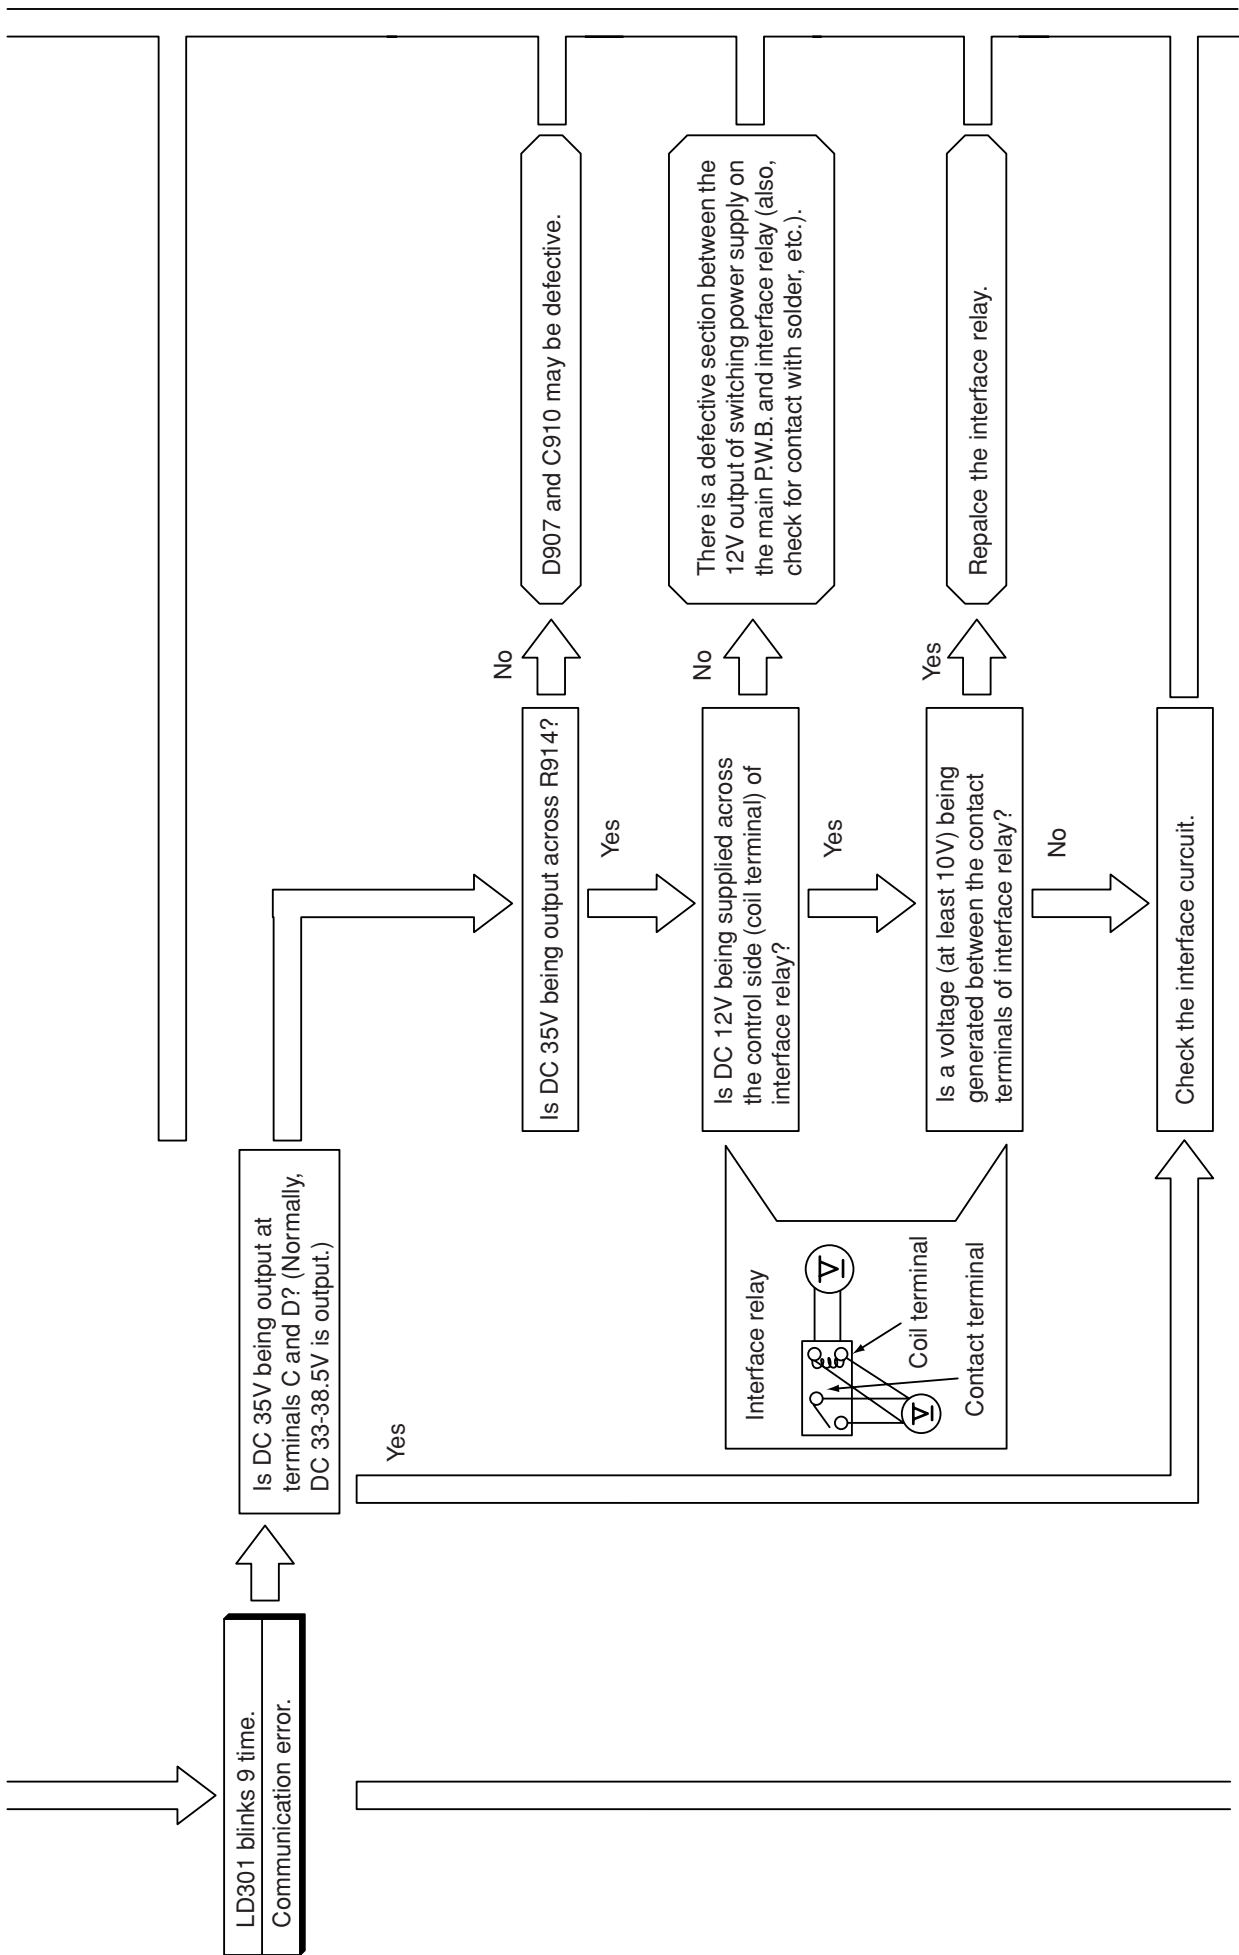 LD301 blinks 9 time.
Communication error.
Is DC 35V being output at
terminals C and D? (Normally,
DC 33-38.5V is output.)
Yes
Is DC 35V being output across R914?
No
D907 and C910 may be defective.
Yes
Is DC 12V being supplied across
the control side (coil terminal) of
interface relay?
No
There is a defective section between the
12V output of switching power supply on
the main P.W.B. and interface relay (also,
check for contact with solder, etc.).
Yes
Is a voltage (at least 10V) being
generated between the contact
terminals of interface relay?
Yes
Repalce the interface relay.
No
Check the interface circuit.
Interface relay
V
V
Coil terminal
Contact terminal